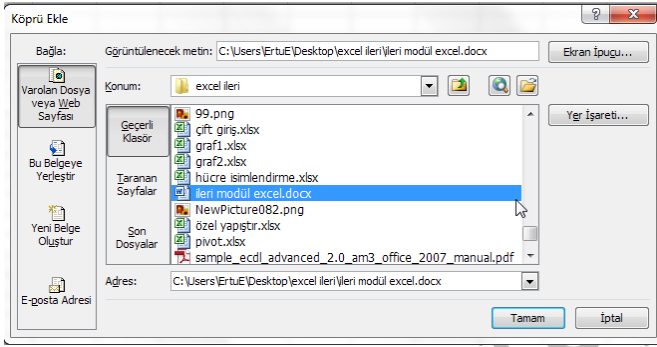 Köprü Ekle
Bağla:
Görüntülenecek metin: C:\Users\ErtuE\Desktop\excel ileri\ileri modül excel.docx
Ekran İpucu...
Varolan Dosya
veya Web
Sayfası
Bu Belgeye
Yerleştir
Yeni Belge
Oluştur
E-posta Adresi
Konum: excel ileri
Geçerli
Klasör
Taranan
Sayfalar
Son
Dosyalar
99.png
çift giriş.xlsx
graf1.xlsx
graf2.xlsx
hücre isimlendirme.xlsx
ileri modül excel.docx
NewPicture082.png
özel yapıştır.xlsx
pivot.xlsx
sample_ecdl_advanced_2.0_am3_office_2007_manual.pdf
Yer İşareti...
Adres: C:\Users\ErtuE\Desktop\excel ileri\ileri modül excel.docx
Tamam
İptal